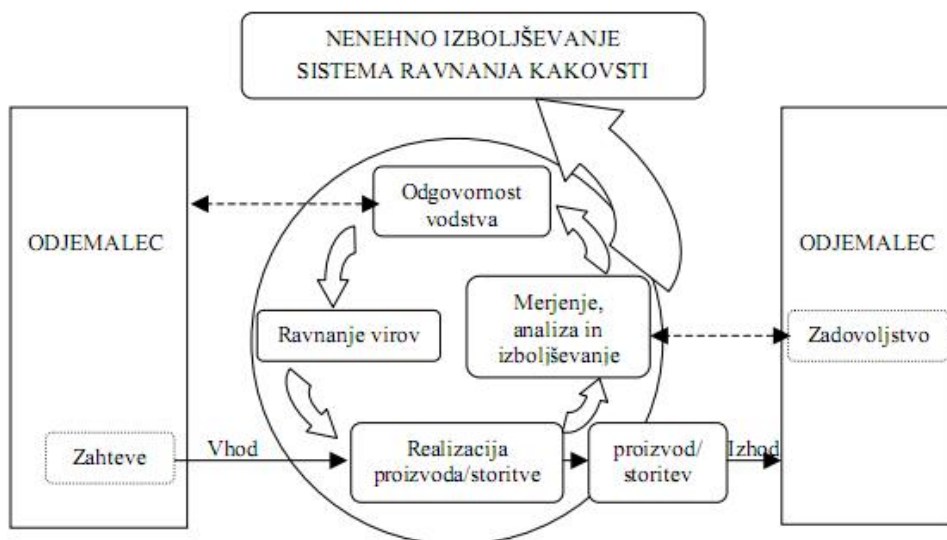 NENEHNO IZBOLJŠEVANJE
SISTEMA RAVNANJA KAKOVSTI
ODJEMALEC
Zahteve
Vhod
Odgovornost
vodstva
Ravnanje virov
Realizacija
proizvoda/storitve
Merjenje,
analiza in
izboljševanje
proizvod/
storitev
Izhod
ODJEMALEC
Zadovoljstvo